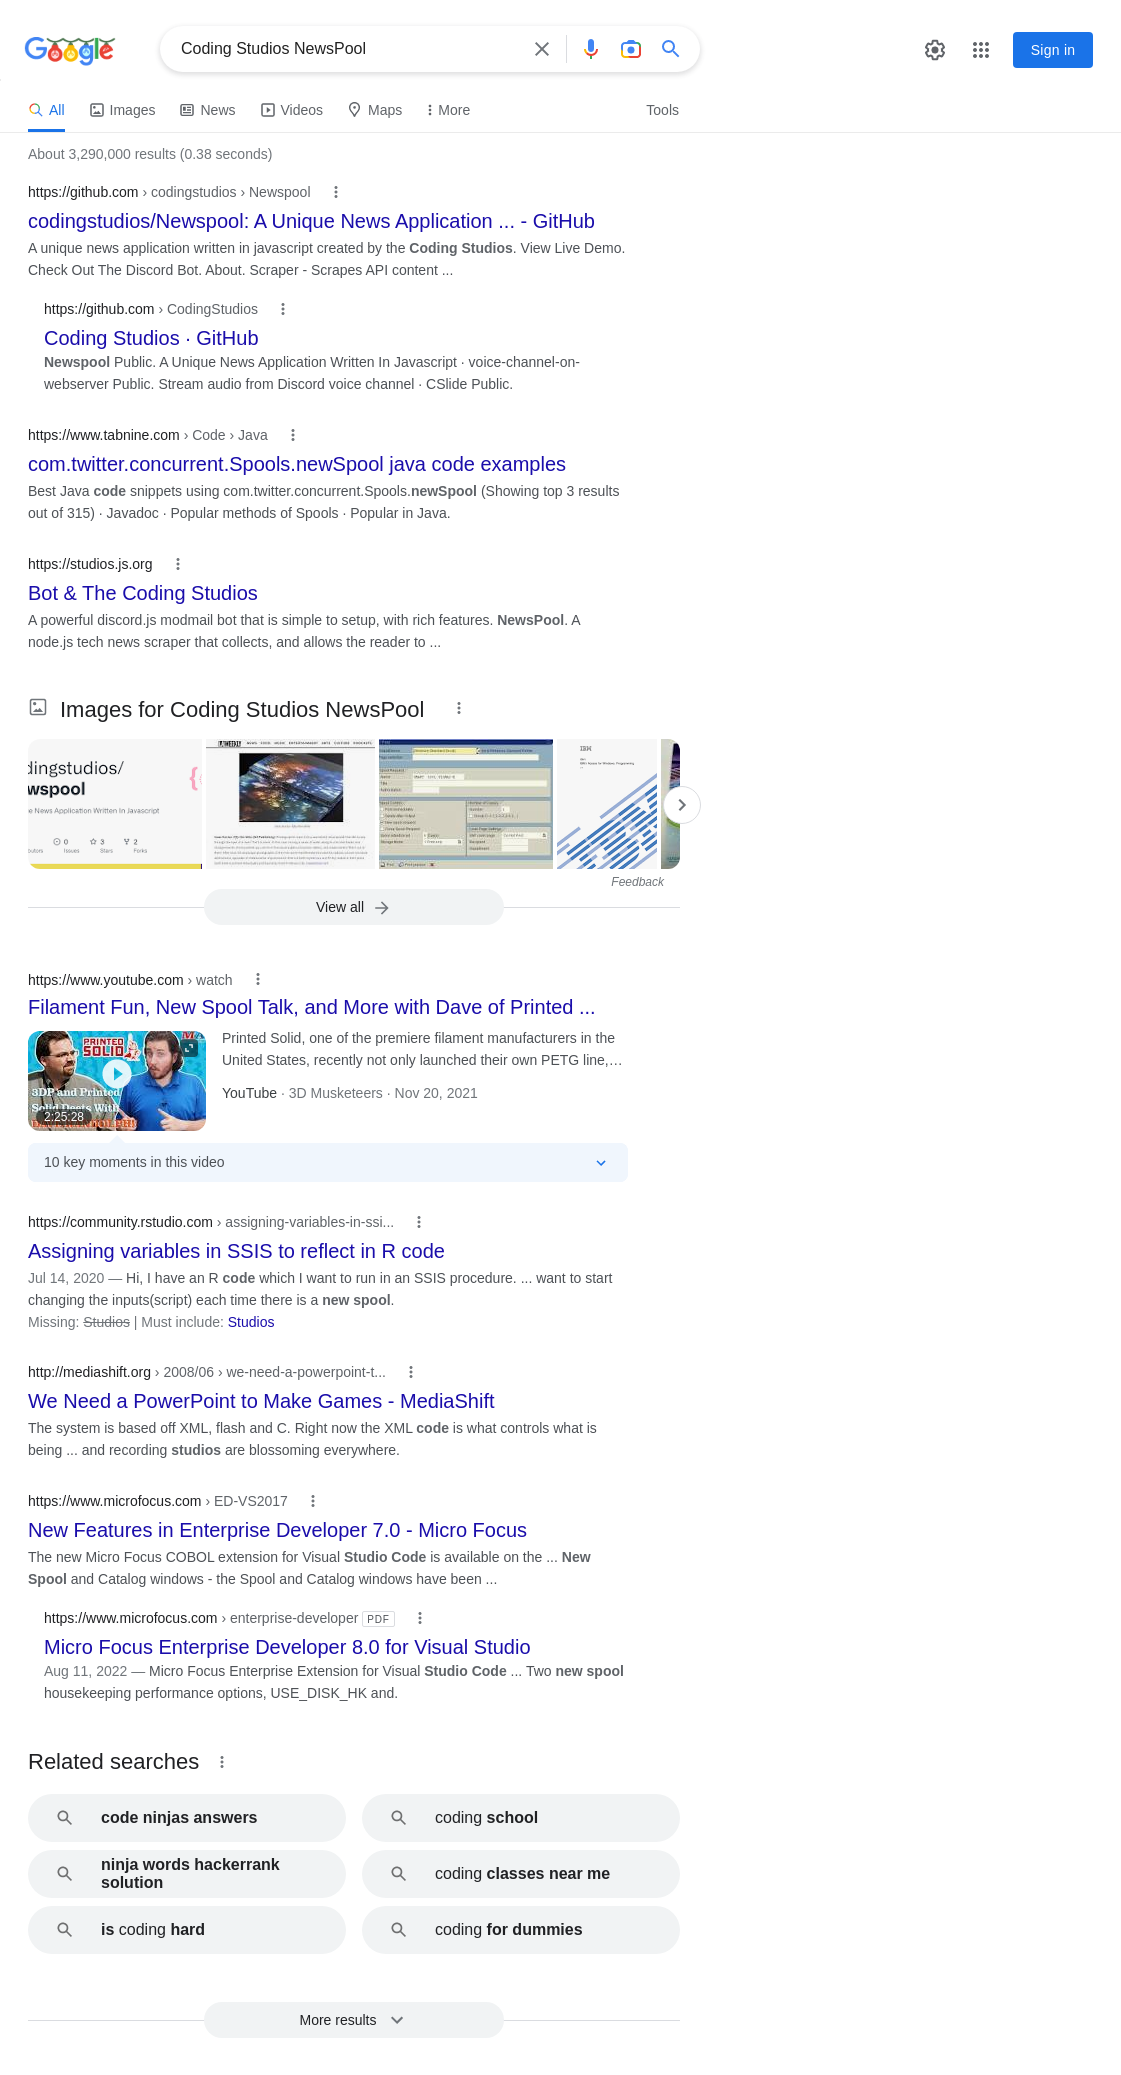 Google
Coding Studios NewsPool
Sign in
All
Images
News
Videos
Maps
More
Tools
About 3,290,000 results (0.38 seconds)
https://github.com › codingstudios › Newspool
codingstudios/Newspool: A Unique News Application ... - GitHub
A unique news application written in javascript created by the Coding Studios. View Live Demo.
Check Out The Discord Bot. About. Scraper - Scrapes API content ...
https://github.com › CodingStudios
Coding Studios · GitHub
Newspool Public. A Unique News Application Written In Javascript · voice-channel-on-
webserver Public. Stream audio from Discord voice channel · CSlide Public.
https://www.tabnine.com › Code › Java
com.twitter.concurrent.Spools.newSpool java code examples
Best Java code snippets using com.twitter.concurrent.Spools.newSpool (Showing top 3 results
out of 315) · Javadoc · Popular methods of Spools · Popular in Java.
https://studios.js.org
Bot & The Coding Studios
A powerful discord.js modmail bot that is simple to setup, with rich features. NewsPool. A
node.js tech news scraper that collects, and allows the reader to ...
Images for Coding Studios NewsPool
dingstudios/
wspool
e News Application Written In Javascript
0
3
2
Issues
Stars
Forks
IBM
Feedback
View all
https://www.youtube.com › watch
Filament Fun, New Spool Talk, and More with Dave of Printed ...
PRINTED
SOLID
3DP and Printed
Solid Deets With
2:25:28
Printed Solid, one of the premiere filament manufacturers in the
United States, recently not only launched their own PETG line,…
YouTube · 3D Musketeers · Nov 20, 2021
10 key moments in this video
https://community.rstudio.com › assigning-variables-in-ssi...
Assigning variables in SSIS to reflect in R code
Jul 14, 2020 — Hi, I have an R code which I want to run in an SSIS procedure. ... want to start
changing the inputs(script) each time there is a new spool.
Missing: Studios | Must include: Studios
http://mediashift.org › 2008/06 › we-need-a-powerpoint-t...
We Need a PowerPoint to Make Games - MediaShift
The system is based off XML, flash and C. Right now the XML code is what controls what is
being ... and recording studios are blossoming everywhere.
https://www.microfocus.com › ED-VS2017
New Features in Enterprise Developer 7.0 - Micro Focus
The new Micro Focus COBOL extension for Visual Studio Code is available on the ... New
Spool and Catalog windows - the Spool and Catalog windows have been ...
https://www.microfocus.com › enterprise-developer PDF
Micro Focus Enterprise Developer 8.0 for Visual Studio
Aug 11, 2022 — Micro Focus Enterprise Extension for Visual Studio Code ... Two new spool
housekeeping performance options, USE_DISK_HK and.
Related searches
code ninjas answers
coding school
ninja words hackerrank
solution
coding classes near me
is coding hard
coding for dummies
More results